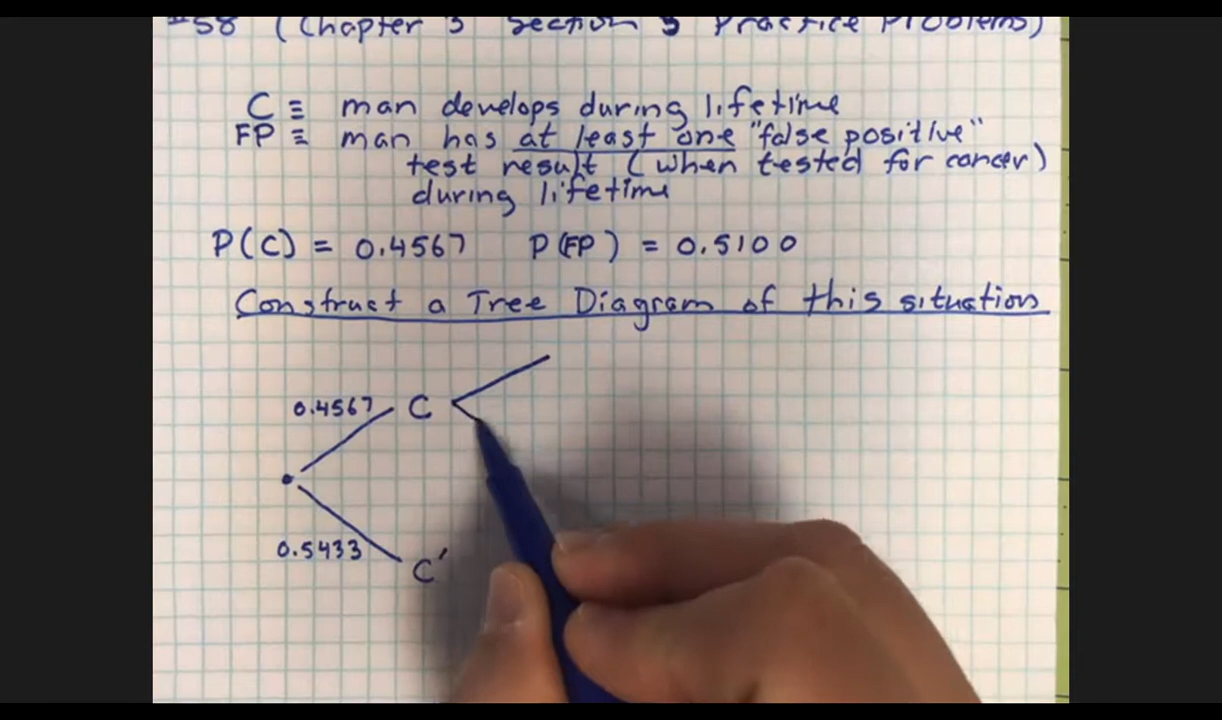 #58 (Chapter 3 Section 3 Practice Problems)
C ≡ man develops during lifetime
FP ≡ man has at least one "false positive"
test result (when tested for cancer)
during lifetime
P(C) = 0.4567 P(FP) = 0.5100
Construct a Tree Diagram of this situation
0.4567 C
0.5433 C'